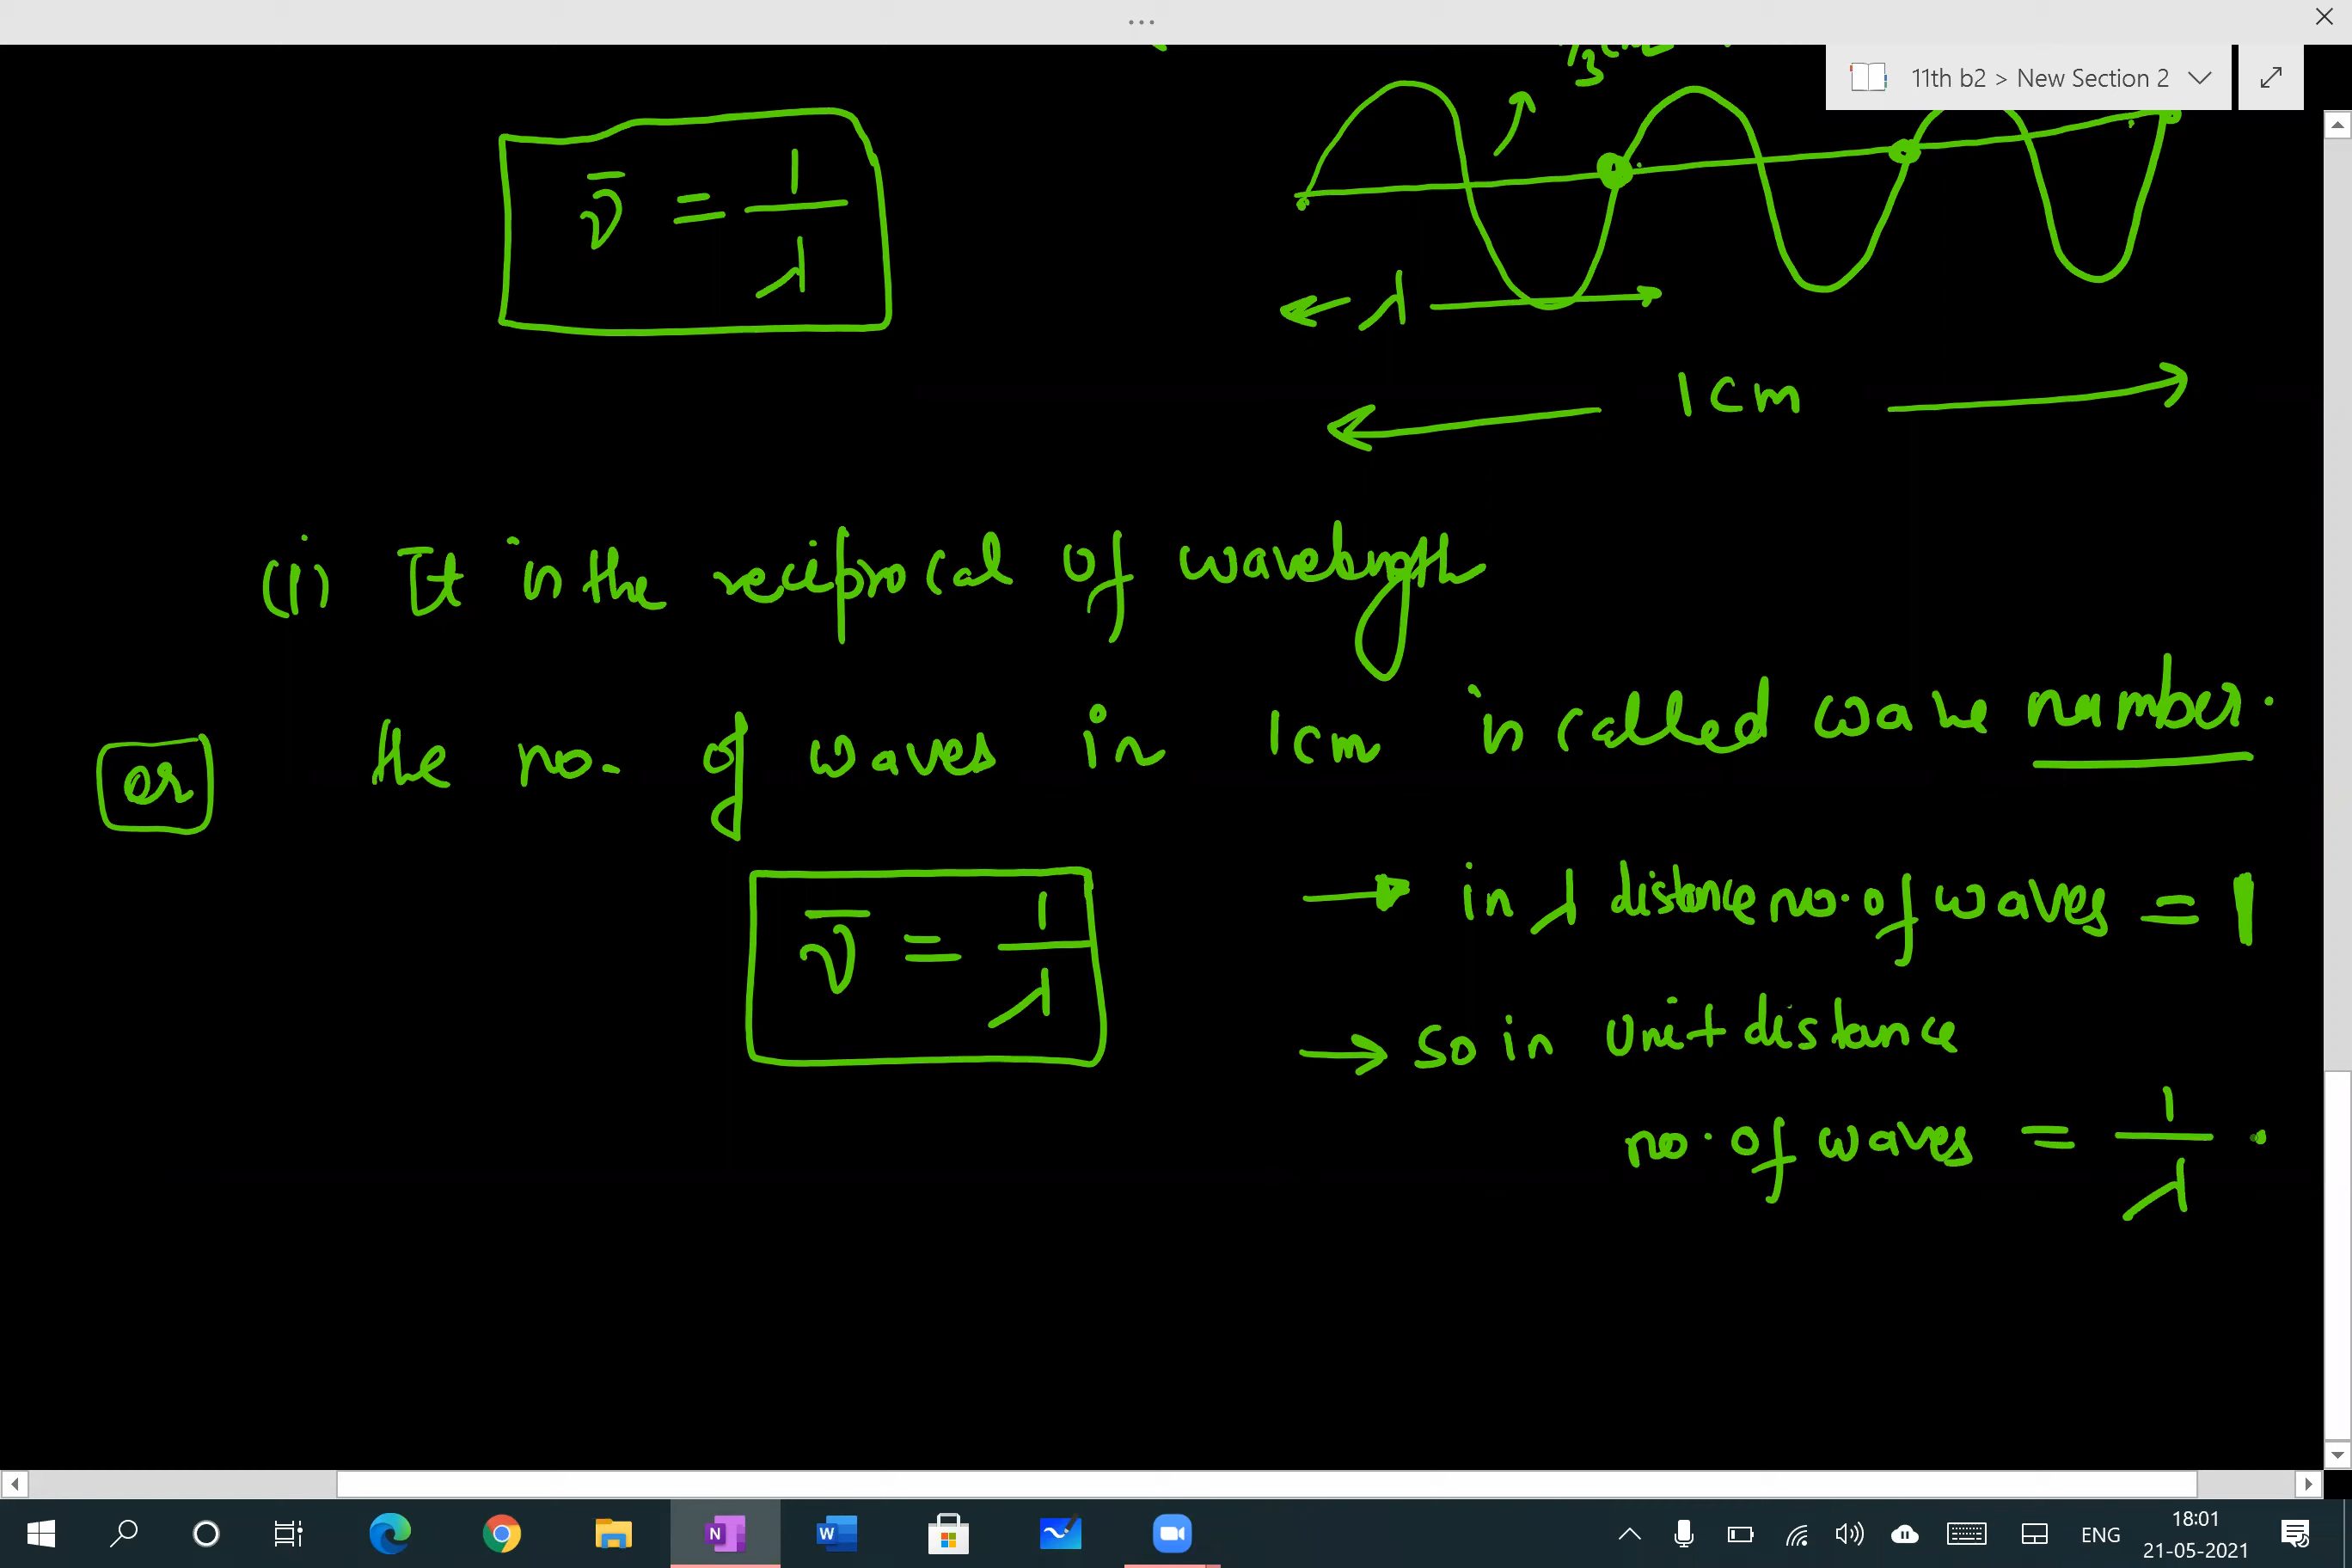 11th b2 > New Section 2
ν̄ = 1/λ
λ
1cm
(i) It is the reciprocal of wavelength
or the no. of waves in 1cm is called wave number.
ν̄ = 1/λ
→ in λ distance no. of waves = 1
→ so in unit distance
no. of waves = 1/λ .
ENG
18:01
21-05-2021